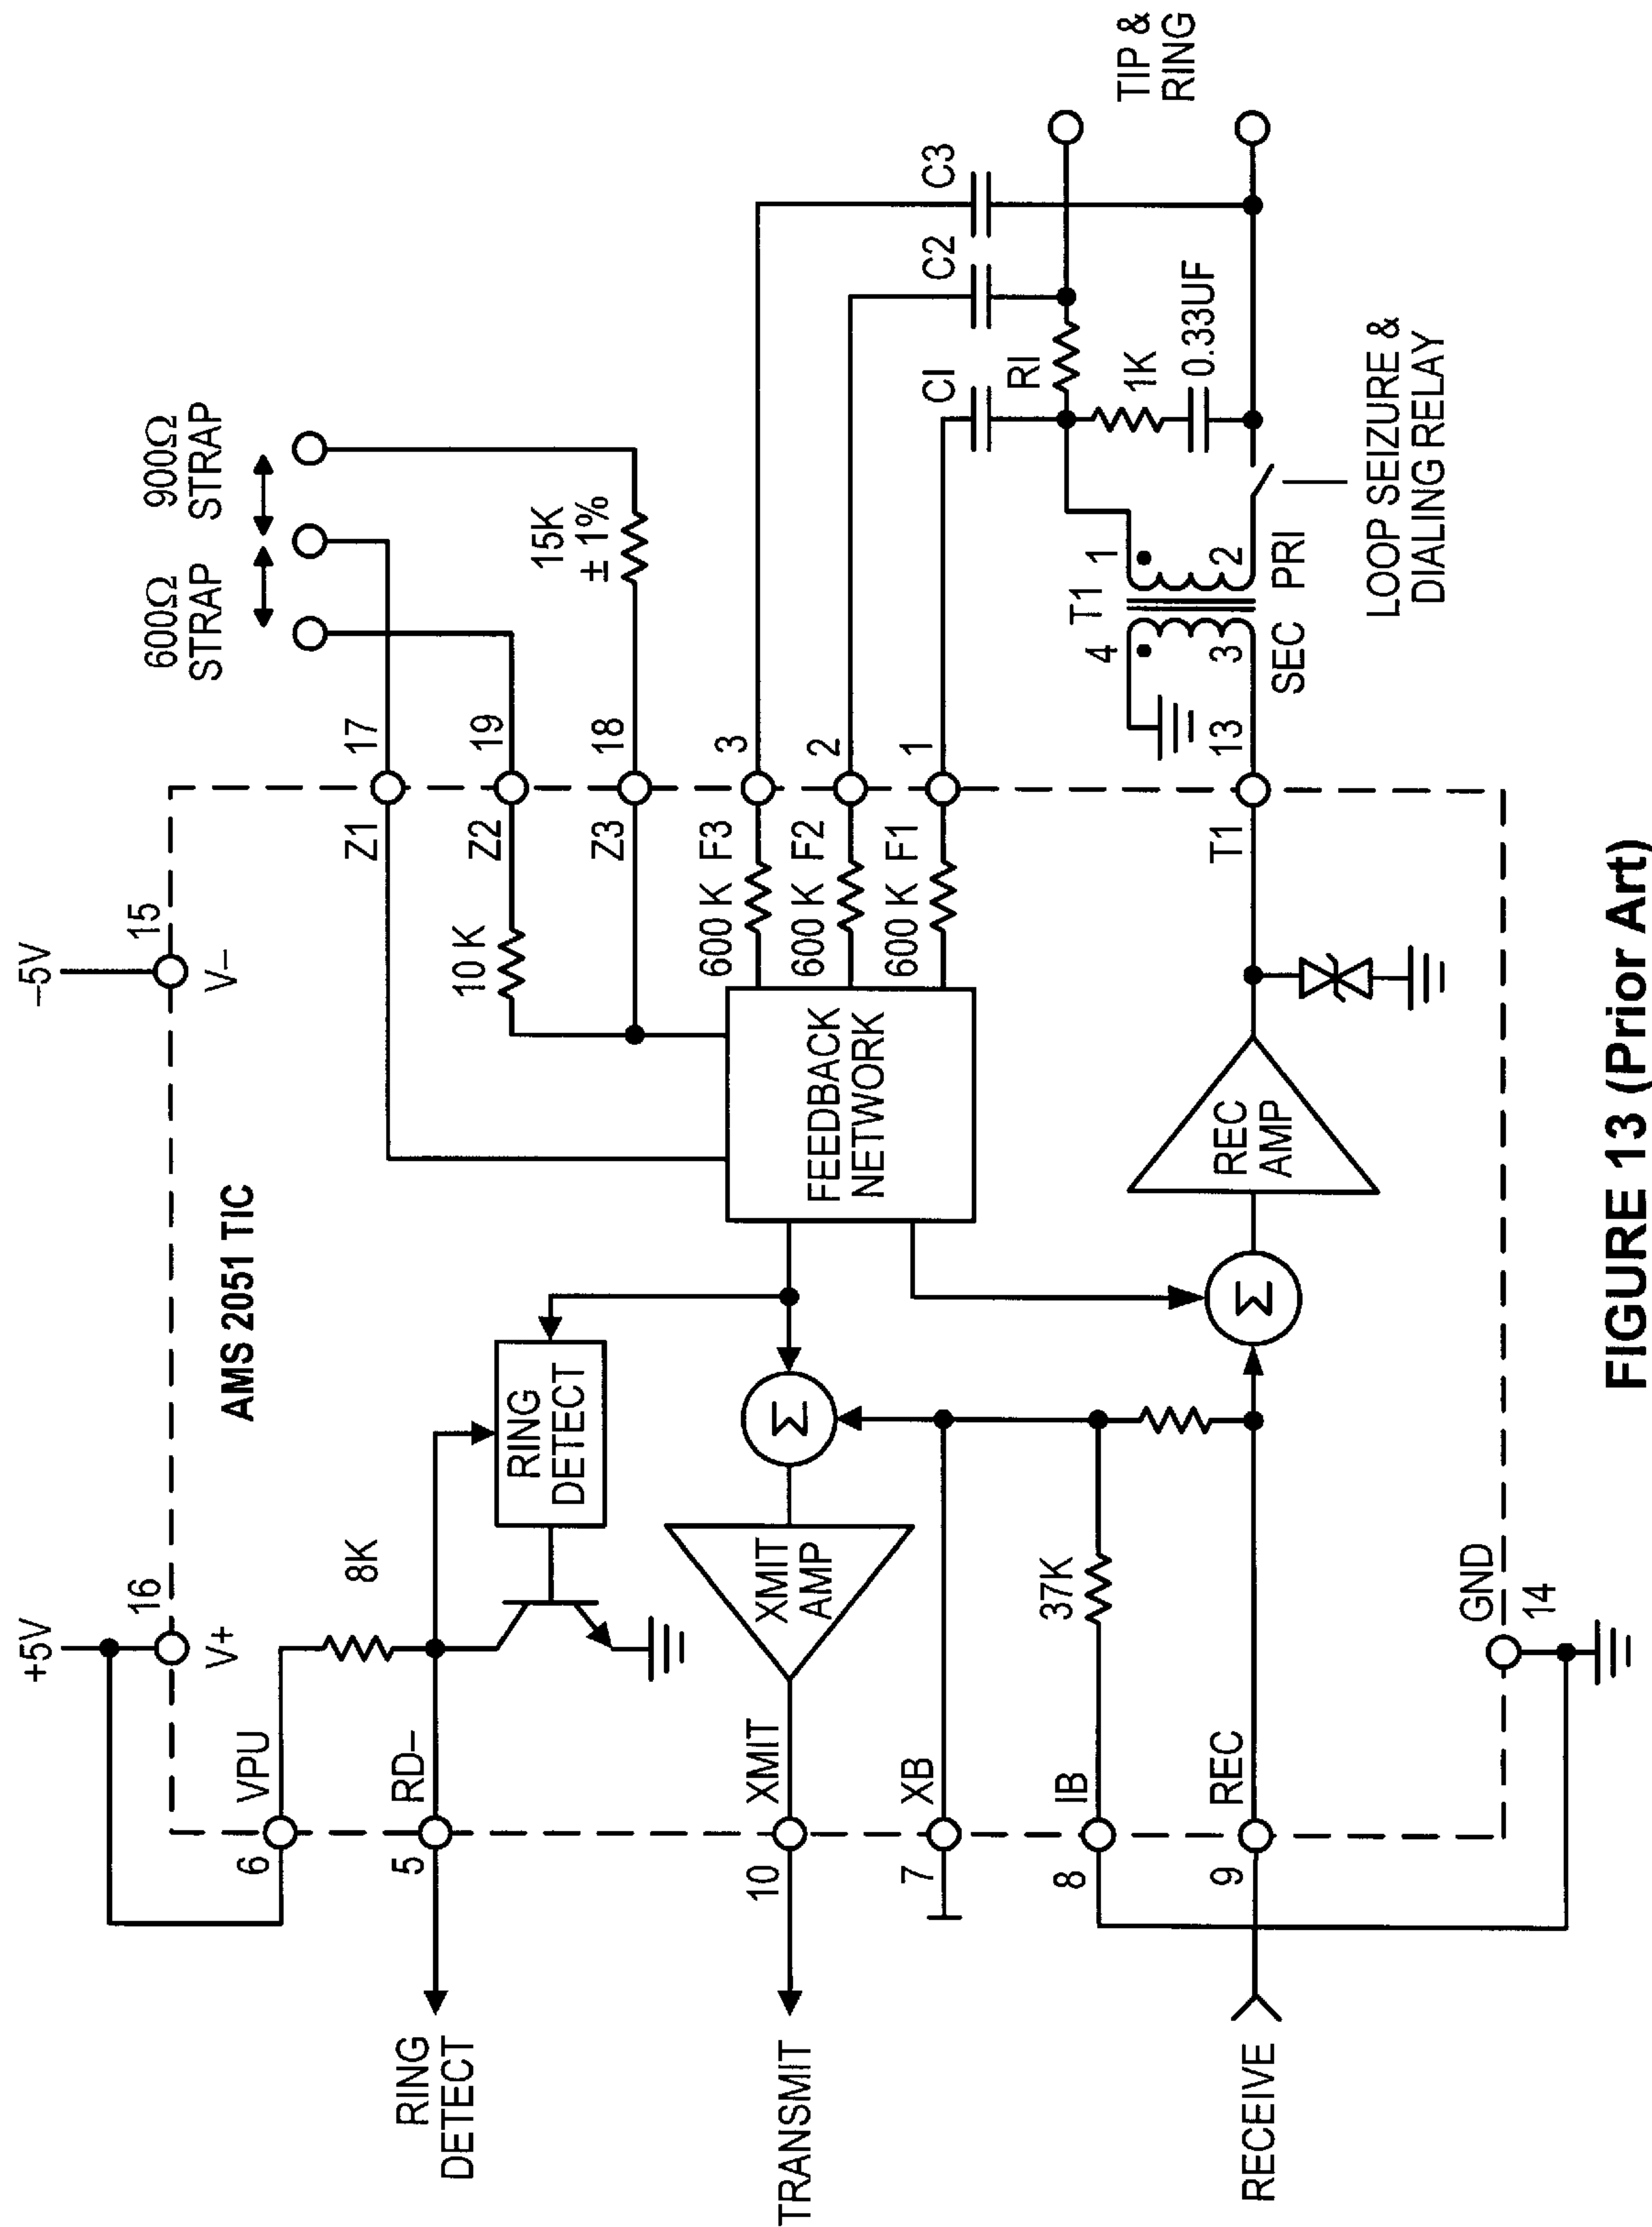 +5V
16
V+
–5V
15
V–
AMS 2051 TIC
600Ω
STRAP
900Ω
STRAP
6
VPU
8K
RING
DETECT
5
RD–
RING
DETECT
Z1
17
10 K
Z2
19
Z3
18
15K
± 1%
TRANSMIT
10
XMIT
XMIT
AMP
Σ
FEEDBACK
NETWORK
600 K
F3
3
600 K
F2
2
600 K
F1
1
C1
C2
C3
7
XB
8
IB
37K
RI
1K
0.33UF
TIP &
RING
RECEIVE
9
REC
Σ
REC
AMP
T1
13
4
T1
1
3
2
SEC
PRI
LOOP SEIZURE &
DIALING RELAY
GND
14
FIGURE 13 (Prior Art)